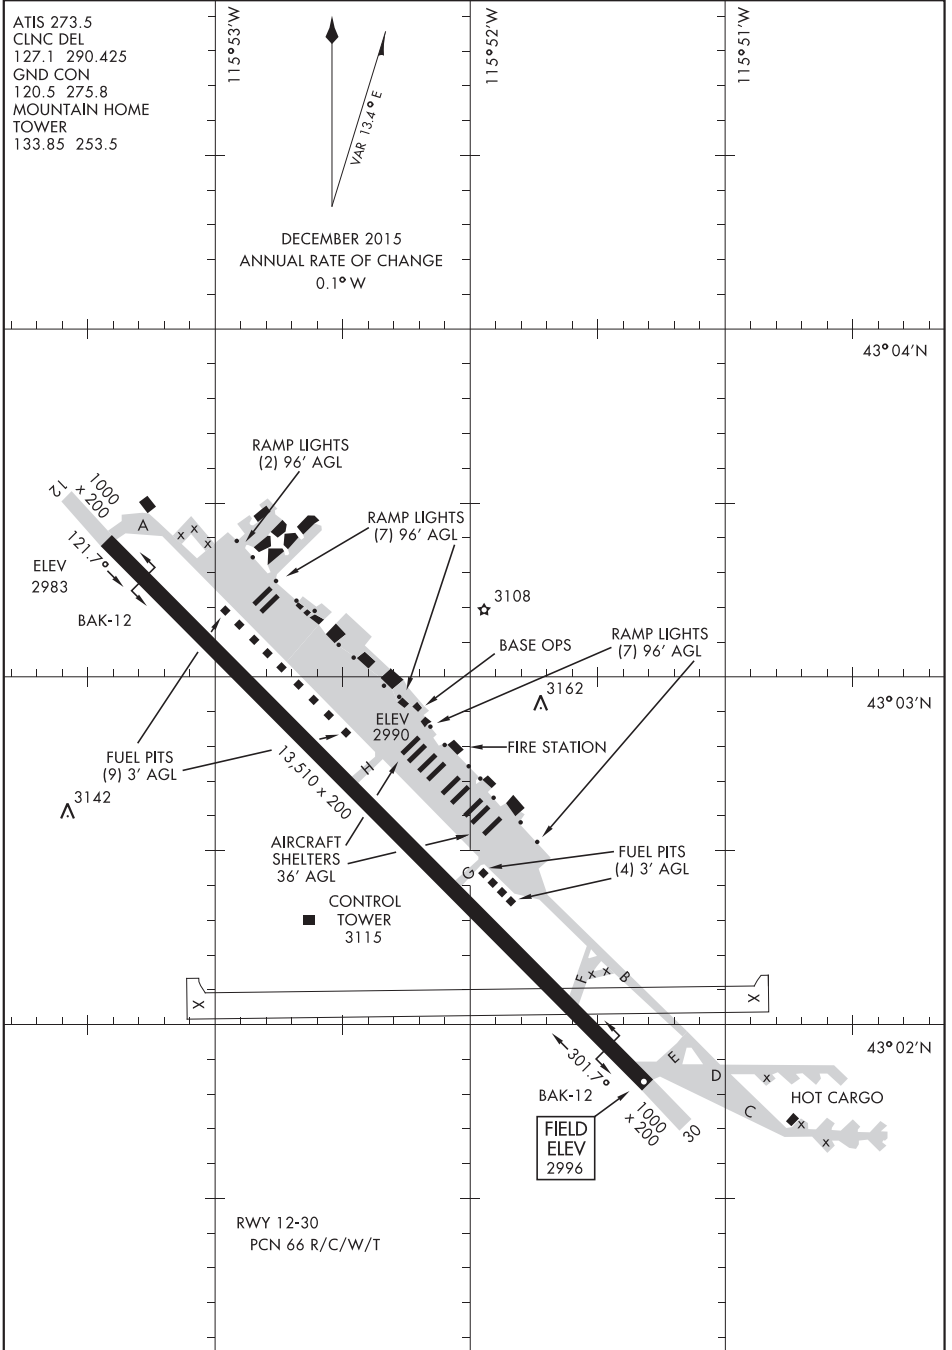 ATIS 273.5
CLNC DEL
127.1 290.425
GND CON
120.5 275.8
MOUNTAIN HOME
TOWER
133.85 253.5
115°53'W
115°52'W
115°51'W
VAR 13.4° E
DECEMBER 2015
ANNUAL RATE OF CHANGE
0.1° W
43°04'N
RAMP LIGHTS
(2) 96' AGL
12
1000
x 200
A
x
x
x
RAMP LIGHTS
(7) 96' AGL
121.7°
ELEV
2983
BAK-12
3108
BASE OPS
RAMP LIGHTS
(7) 96' AGL
3162
43°03'N
ELEV
2990
FIRE STATION
FUEL PITS
(9) 3' AGL
13,510 x 200
H
3142
AIRCRAFT
SHELTERS
36' AGL
G
FUEL PITS
(4) 3' AGL
CONTROL
TOWER
3115
F
x
x
B
X
X
43°02'N
E
301.7°
D
x
BAK-12
C
HOT CARGO
x
x
1000
x 200
30
FIELD
ELEV
2996
RWY 12-30
PCN 66 R/C/W/T